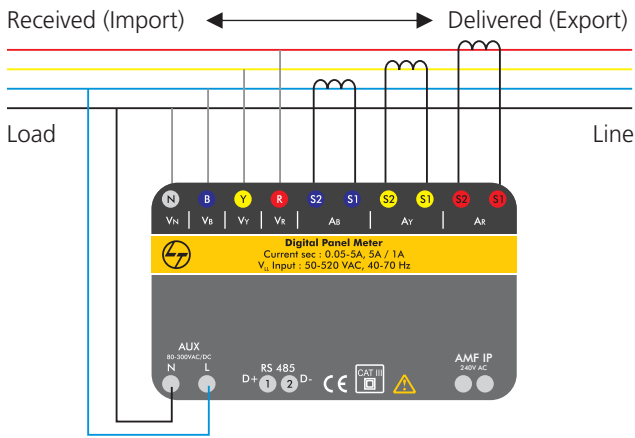 Received (Import) Delivered (Export)
Load Line
N B Y R S2 S1 S2 S1 S2 S1
VN VB VY VR AB AY AR
Digital Panel Meter
Current sec : 0.05-5A, 5A / 1A
VLL Input : 50-520 VAC, 40-70 Hz
AUX
80-300VAC/DC
N L
RS 485
D+ 1 2 D-
CE
CAT III
AMF IP
240V AC